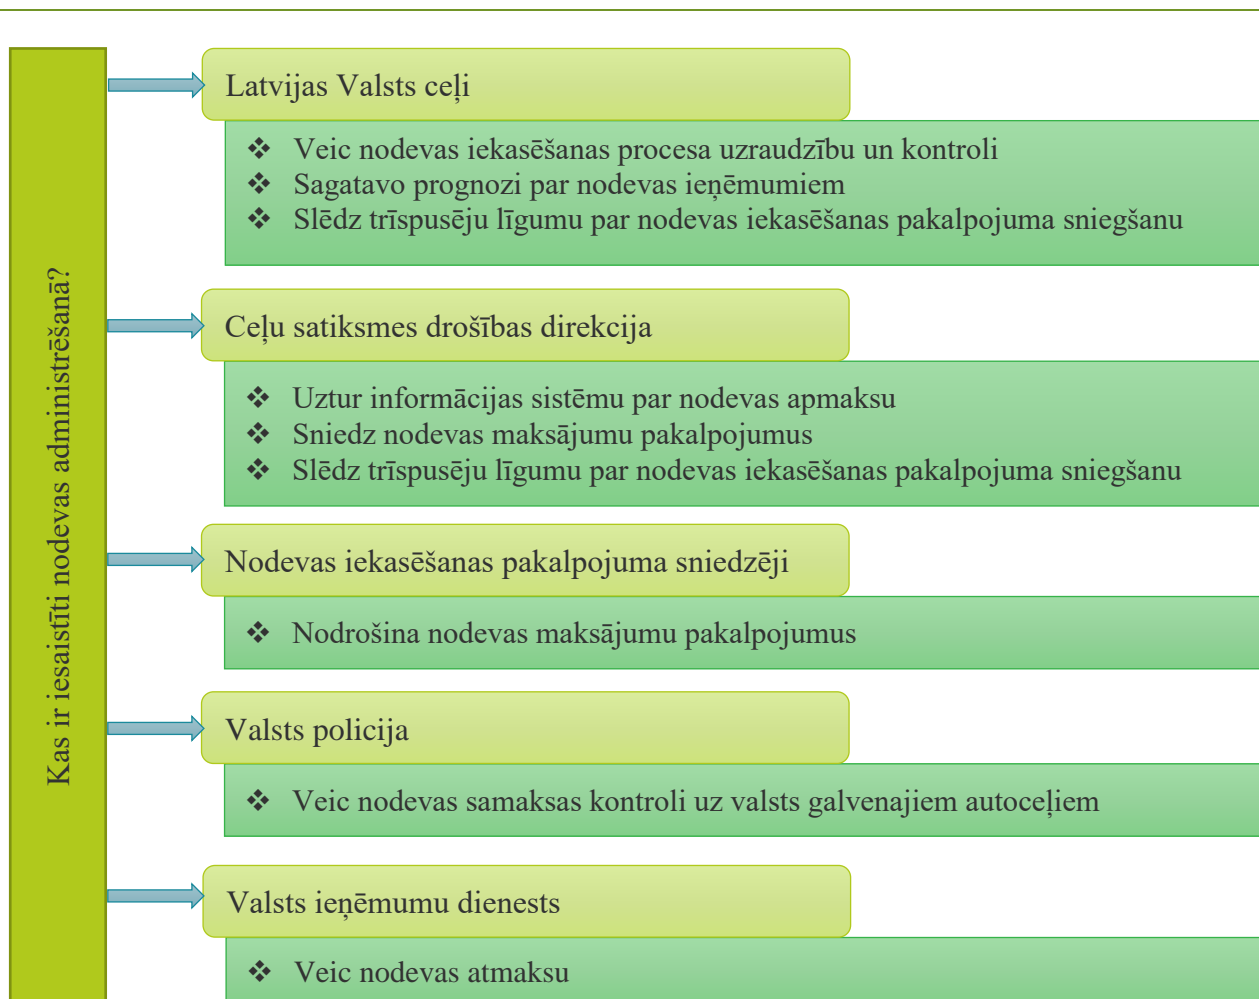 Kas ir iesaistīti nodevas administrēšanā?
Latvijas Valsts ceļi
❖ Veic nodevas iekasēšanas procesa uzraudzību un kontroli
❖ Sagatavo prognozi par nodevas ieņēmumiem
❖ Slēdz trīspusēju līgumu par nodevas iekasēšanas pakalpojuma sniegšanu
Ceļu satiksmes drošības direkcija
❖ Uztur informācijas sistēmu par nodevas apmaksu
❖ Sniedz nodevas maksājumu pakalpojumus
❖ Slēdz trīspusēju līgumu par nodevas iekasēšanas pakalpojuma sniegšanu
Nodevas iekasēšanas pakalpojuma sniedzēji
❖ Nodrošina nodevas maksājumu pakalpojumus
Valsts policija
❖ Veic nodevas samaksas kontroli uz valsts galvenajiem autoceļiem
Valsts ieņēmumu dienests
❖ Veic nodevas atmaksu